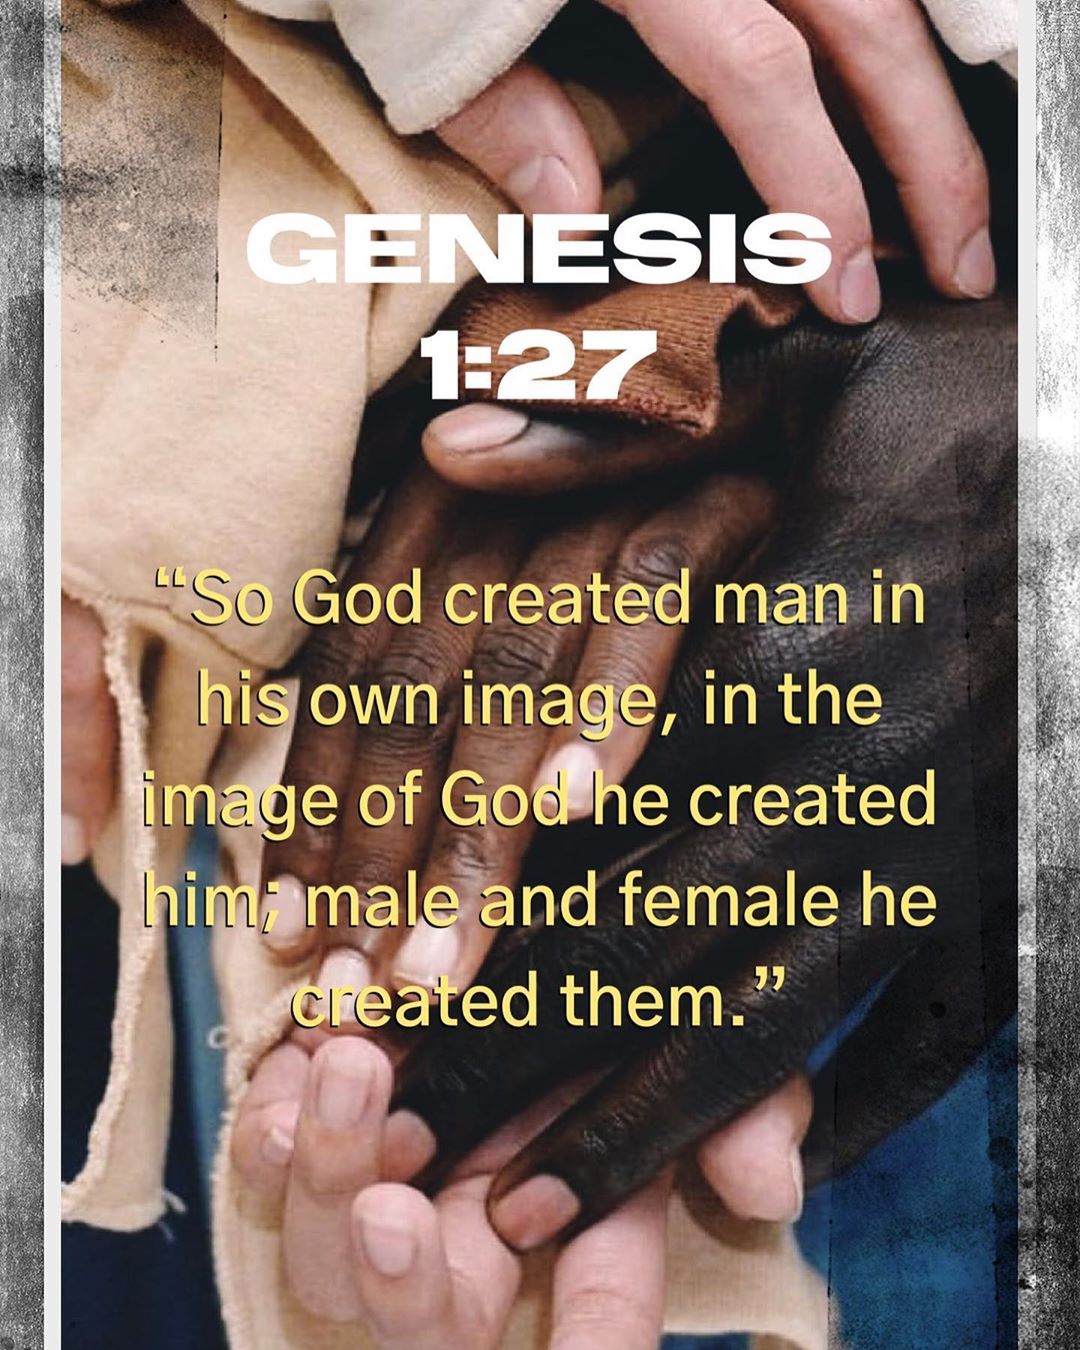 GENESIS
1:27
“So God created man in
his own image, in the
image of God he created
him; male and female he
created them.”